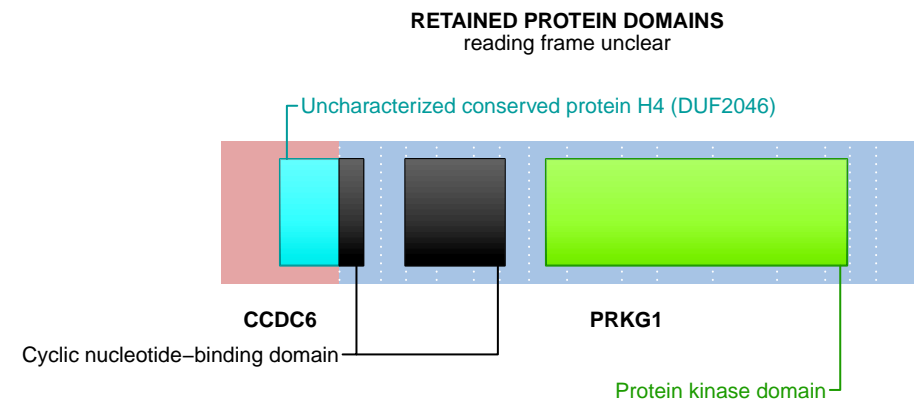 RETAINED PROTEIN DOMAINS
reading frame unclear
Uncharacterized conserved protein H4 (DUF2046)
CCDC6
PRKG1
Cyclic nucleotide−binding domain
Protein kinase domain